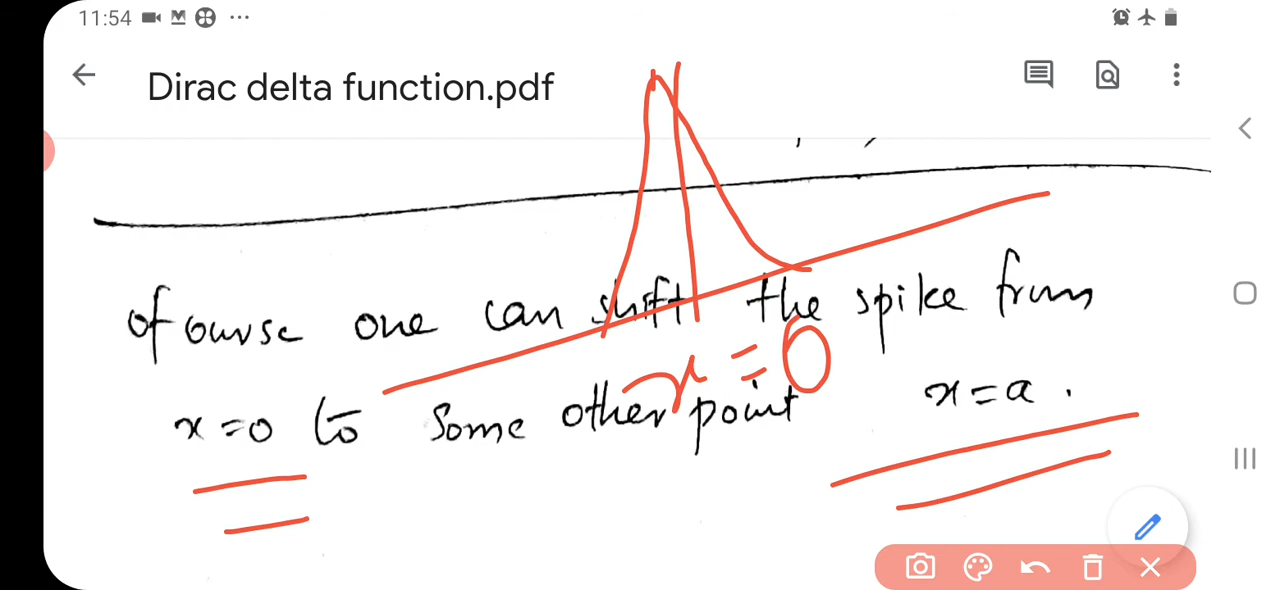 11:54
Dirac delta function.pdf
of course one can shift the spike from
x = 0
x=0 to some other point x=a.